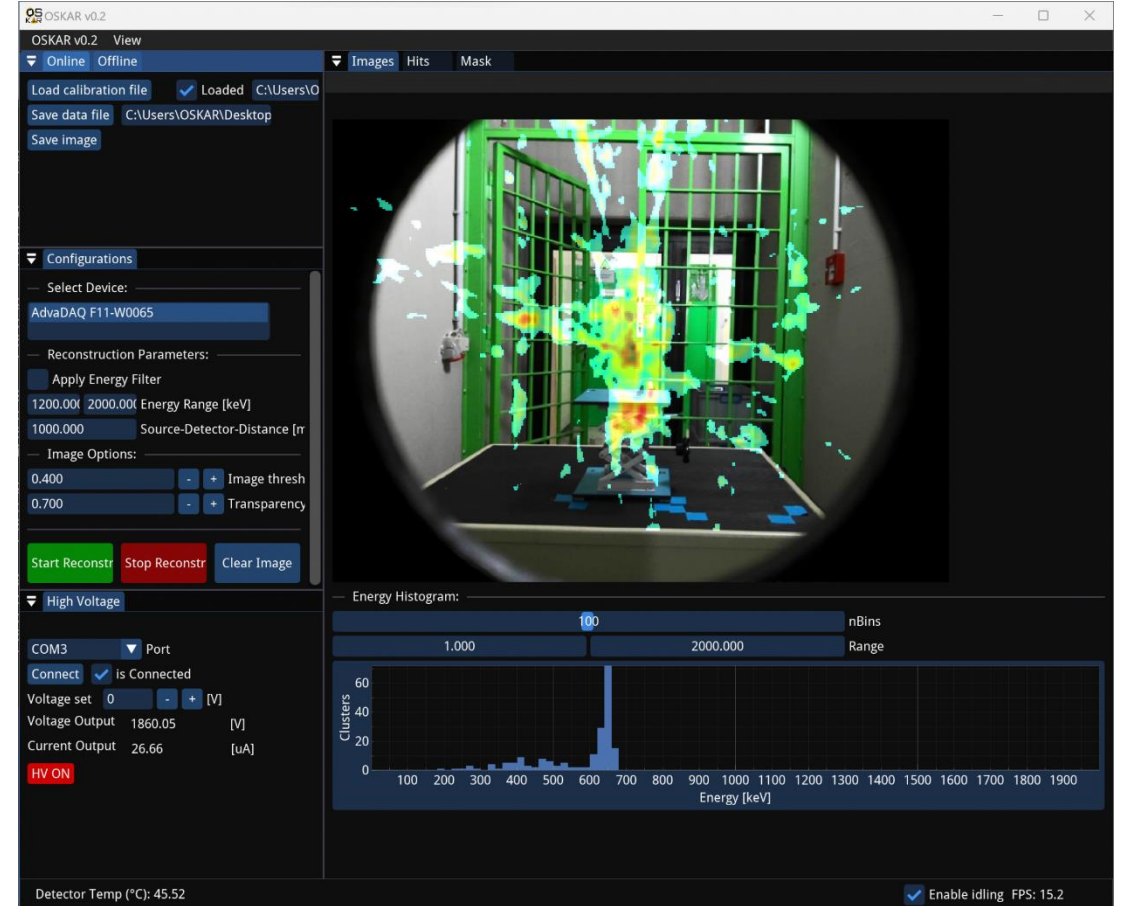 OSKAR OSKAR v0.2
OSKAR v0.2 View
Online Offline
Load calibration file Loaded C:\Users\O
Save data file C:\Users\OSKAR\Desktop
Save image
Configurations
Select Device:
AdvaDAQ F11-W0065
Reconstruction Parameters:
Apply Energy Filter
1200.00( 2000.00( Energy Range [keV]
1000.000 Source-Detector-Distance [m
Image Options:
0.400 - + Image thresh
0.700 - + Transparency
Start Reconstr Stop Reconstr Clear Image
High Voltage
COM3 Port
Connect is Connected
Voltage set 0 - + [V]
Voltage Output 1860.05 [V]
Current Output 26.66 [uA]
HV ON
Images Hits Mask
Energy Histogram:
100 nBins
1.000 2000.000 Range
Clusters
60
40
20
0
100 200 300 400 500 600 700 800 900 1000 1100 1200 1300 1400 1500 1600 1700 1800 1900
Energy [keV]
Detector Temp (°C): 45.52 Enable idling FPS: 15.2